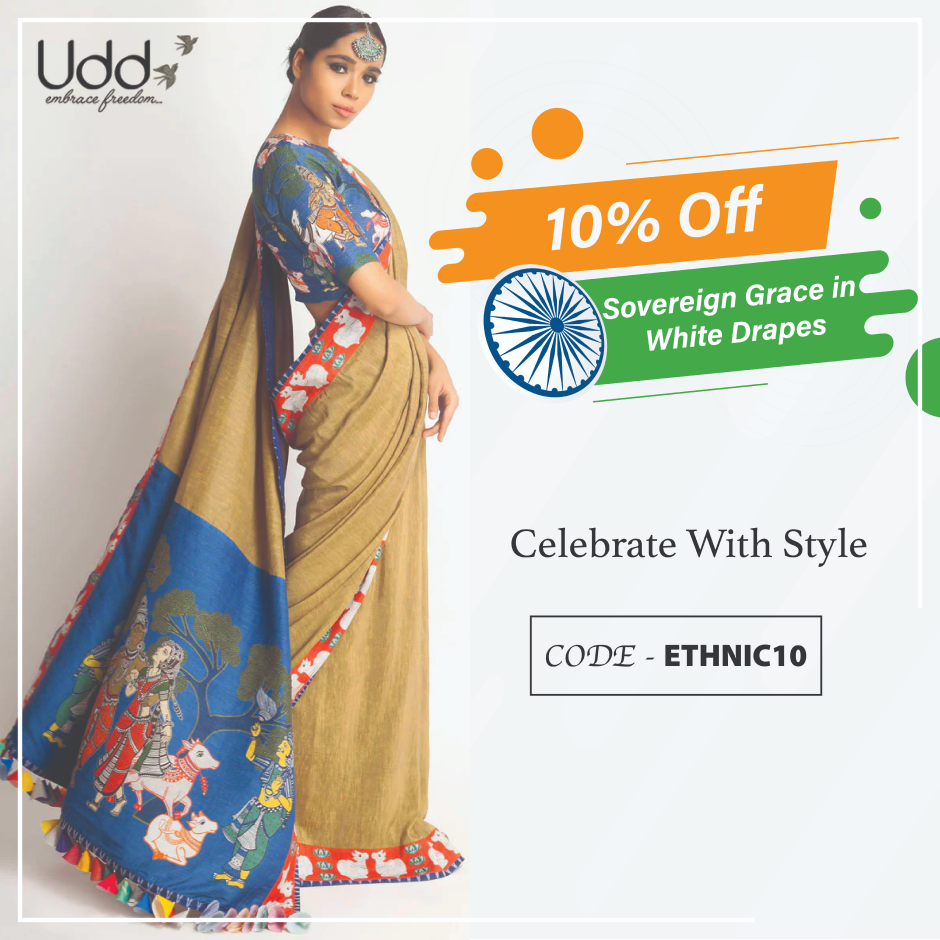 Udd
embrace freedom...
10% Off
Sovereign Grace in
White Drapes
Celebrate With Style
CODE - ETHNIC10